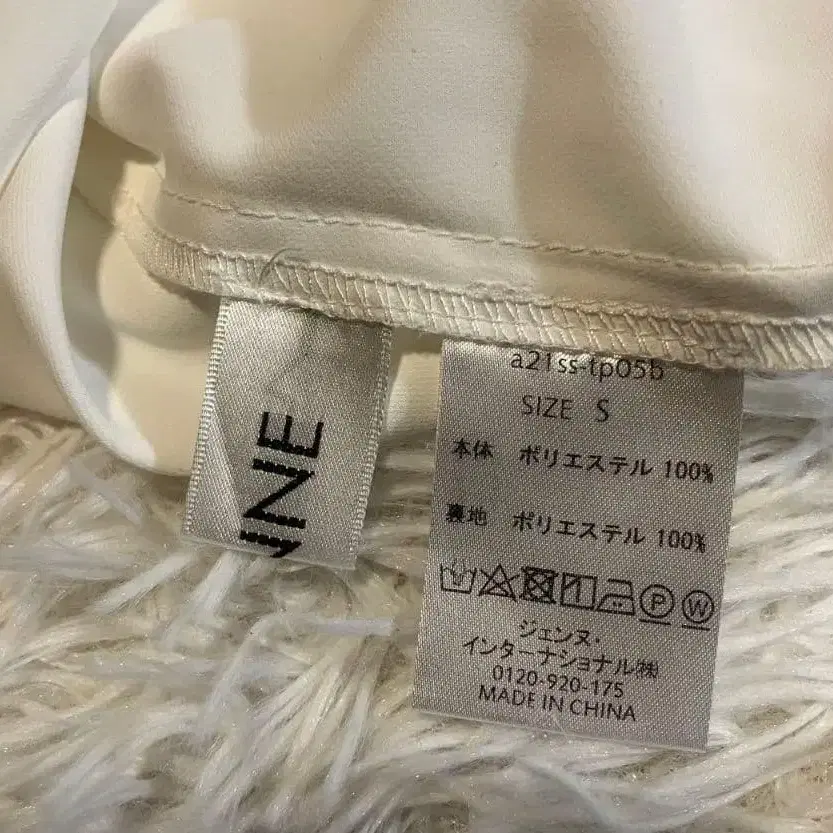 NNE
a21ss-tp05b
SIZE S
本体 ポリエステル 100%
裏地 ポリエステル 100%
P W
ジェンヌ・
インターナショナル㈱
0120-920-175
MADE IN CHINA